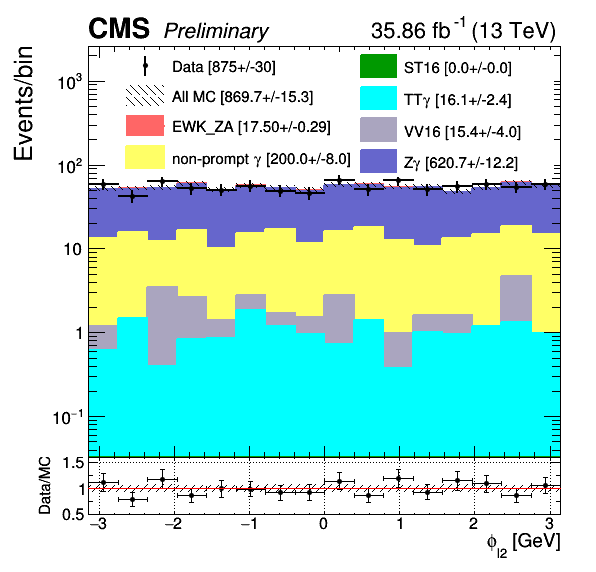 CMS Preliminary 35.86 fb⁻¹ (13 TeV)
Events/bin
10³
10²
10
1
10⁻¹
Data [875+/-30]
All MC [869.7+/-15.3]
EWK_ZA [17.50+/-0.29]
non-prompt γ [200.0+/-8.0]
ST16 [0.0+/-0.0]
TTγ [16.1+/-2.4]
VV16 [15.4+/-4.0]
Zγ [620.7+/-12.2]
Data/MC
1.5
1
0.5
−3 −2 −1 0 1 2 3
ϕ_l2 [GeV]